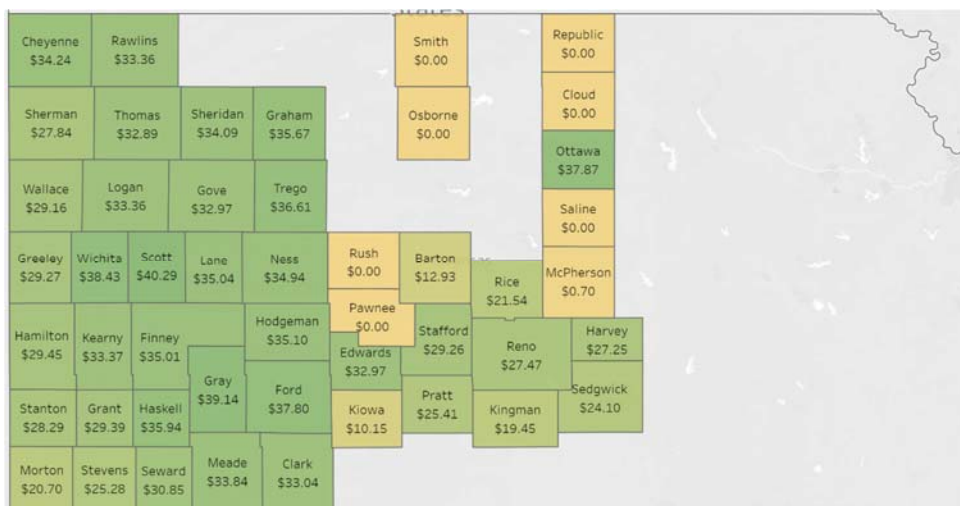 Cheyenne
$34.24
Rawlins
$33.36
Smith
$0.00
Republic
$0.00
Cloud
$0.00
Sherman
$27.84
Thomas
$32.89
Sheridan
$34.09
Graham
$35.67
Osborne
$0.00
Ottawa
$37.87
Wallace
$29.16
Logan
$33.36
Gove
$32.97
Trego
$36.61
Saline
$0.00
Greeley
$29.27
Wichita
$38.43
Scott
$40.29
Lane
$35.04
Ness
$34.94
Rush
$0.00
Barton
$12.93
Rice
$21.54
McPherson
$0.70
Hamilton
$29.45
Kearny
$33.37
Finney
$35.01
Hodgeman
$35.10
Pawnee
$0.00
Edwards
$32.97
Stafford
$29.26
Reno
$27.47
Harvey
$27.25
Gray
$39.14
Ford
$37.80
Sedgwick
$24.10
Stanton
$28.29
Grant
$29.39
Haskell
$35.94
Kiowa
$10.15
Pratt
$25.41
Kingman
$19.45
Morton
$20.70
Stevens
$25.28
Seward
$30.85
Meade
$33.84
Clark
$33.04